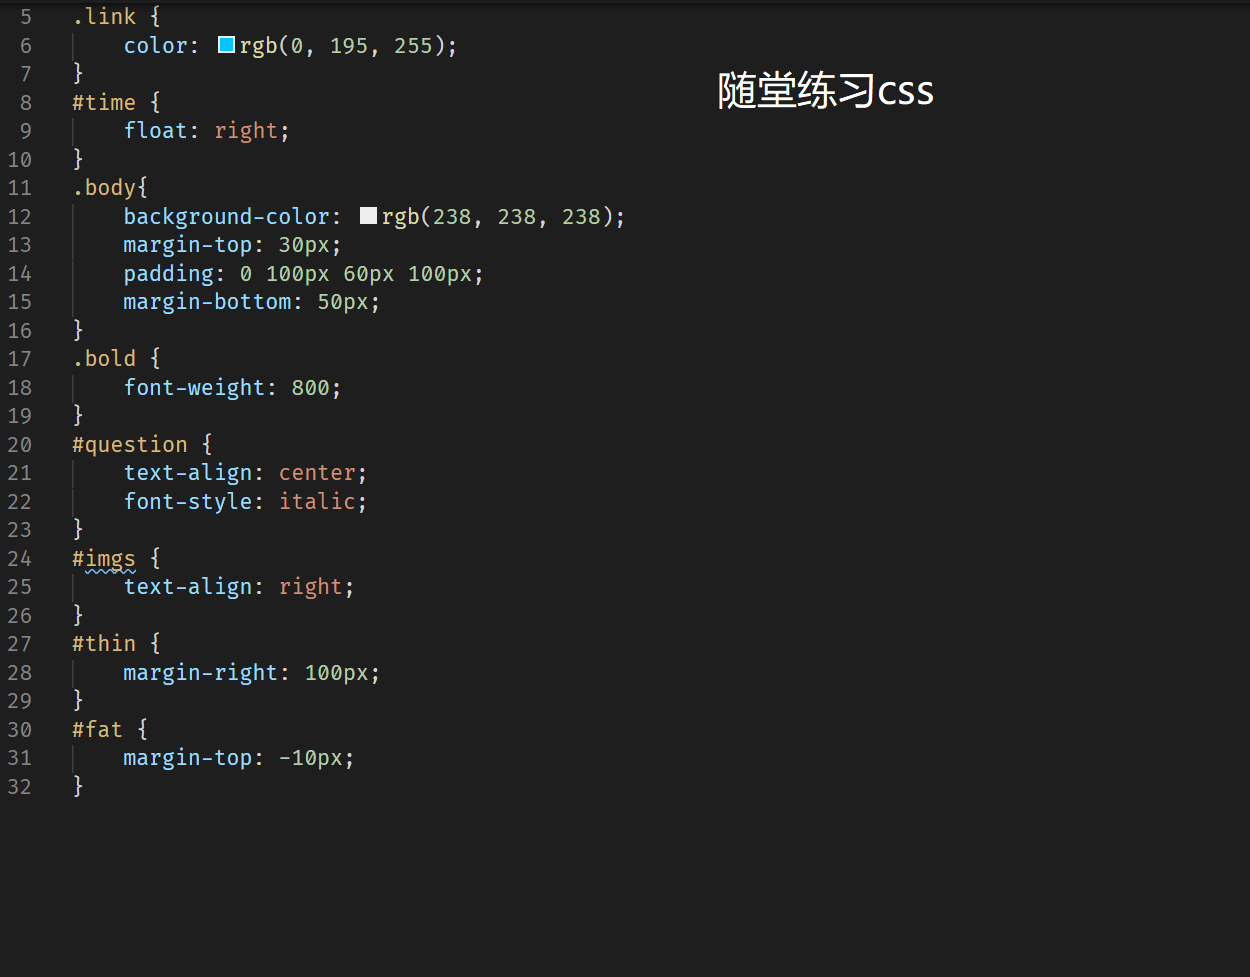 5 .link {
6 color: rgb(0, 195, 255);
7 }
随堂练习css
8 #time {
9 float: right;
10 }
11 .body{
12 background-color: rgb(238, 238, 238);
13 margin-top: 30px;
14 padding: 0 100px 60px 100px;
15 margin-bottom: 50px;
16 }
17 .bold {
18 font-weight: 800;
19 }
20 #question {
21 text-align: center;
22 font-style: italic;
23 }
24 #imgs {
25 text-align: right;
26 }
27 #thin {
28 margin-right: 100px;
29 }
30 #fat {
31 margin-top: -10px;
32 }